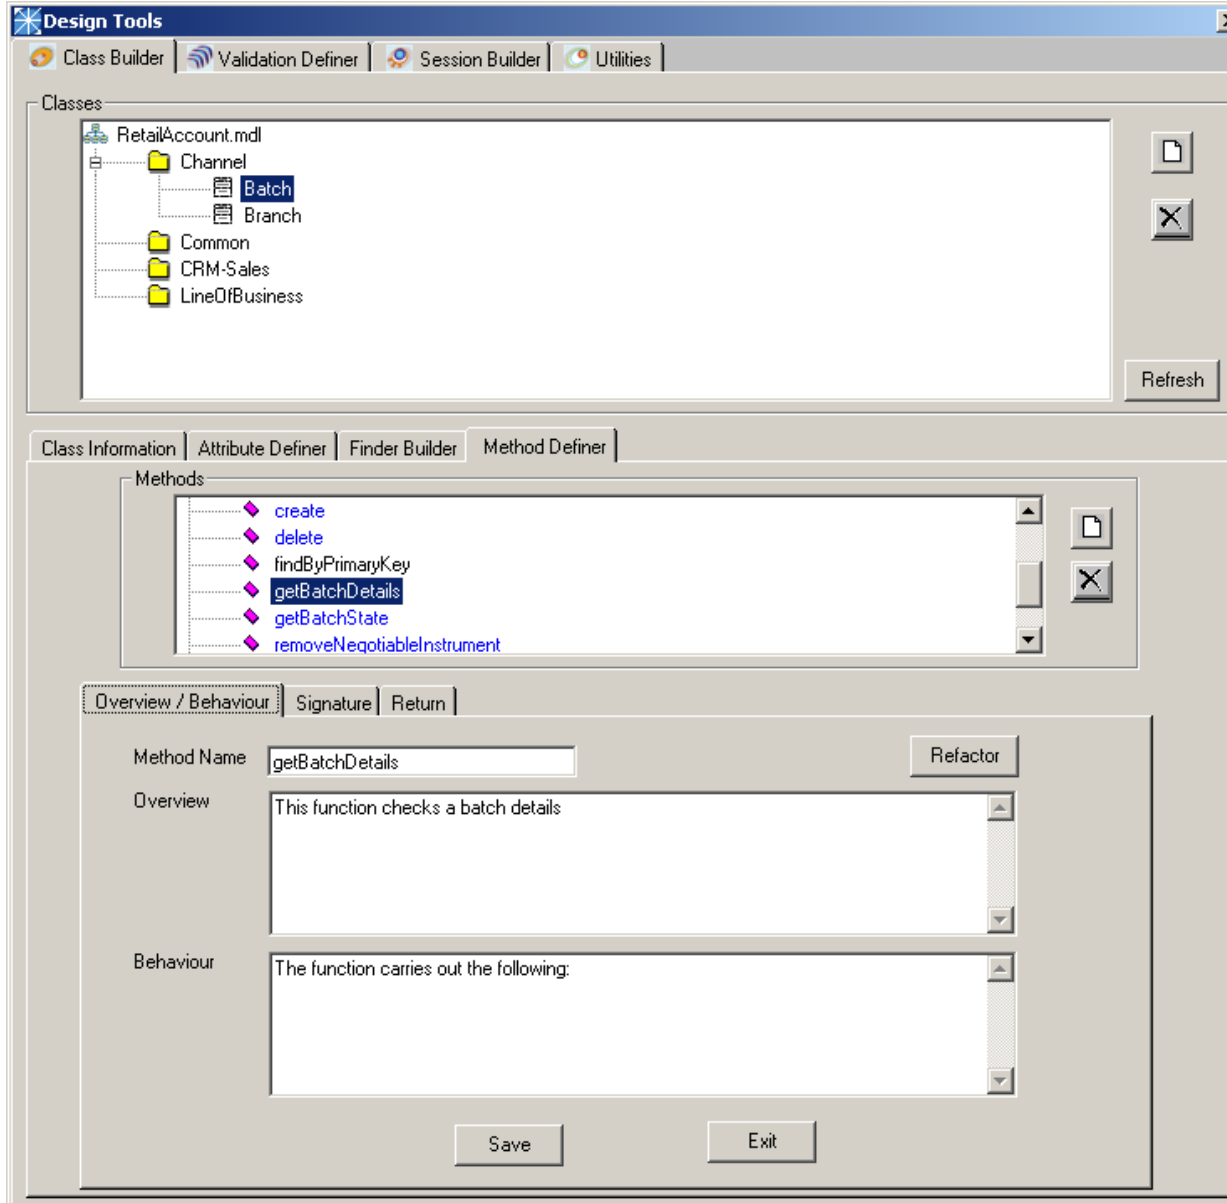 Design Tools
Class Builder Validation Definer Session Builder Utilities
Classes
RetailAccount.mdl
Channel
Batch
Branch
Common
CRM-Sales
LineOfBusiness
Refresh
Class Information Attribute Definer Finder Builder Method Definer
Methods
create
delete
findByPrimaryKey
getBatchDetails
getBatchState
removeNegotiableInstrument
Overview / Behaviour Signature Return
Method Name getBatchDetails Refactor
Overview This function checks a batch details
Behaviour The function carries out the following:
Save Exit